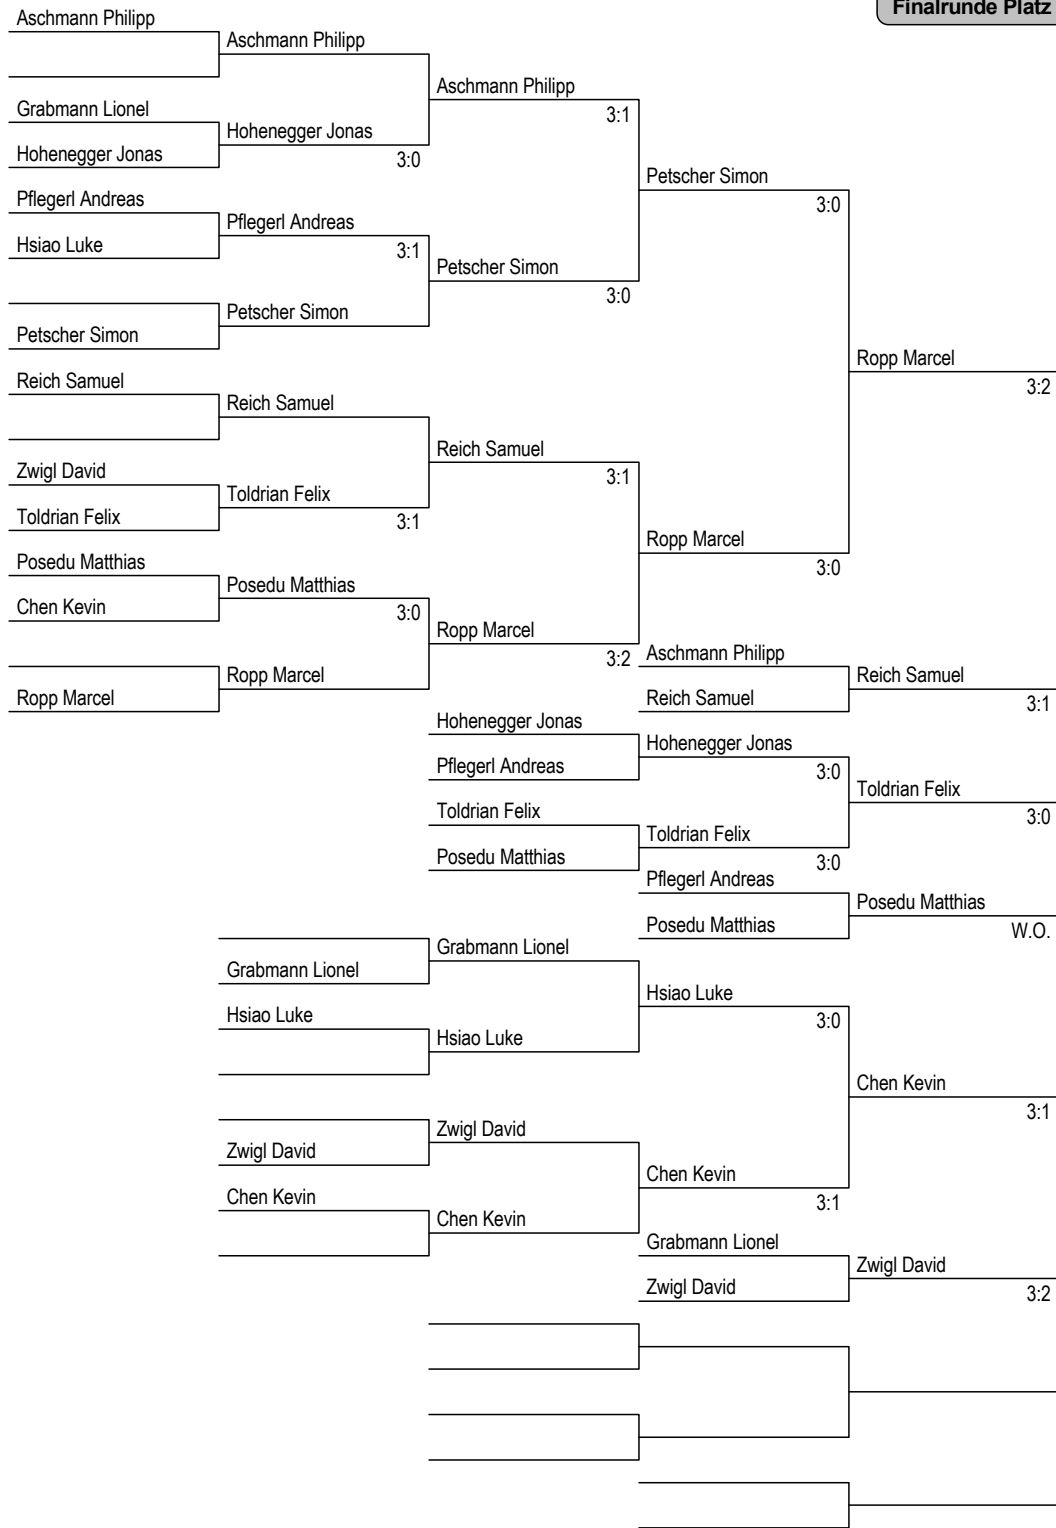 Finalrunde Platz
Aschmann Philipp
Aschmann Philipp
Aschmann Philipp
3:1
Grabmann Lionel
Hohenegger Jonas
3:0
Hohenegger Jonas
Petscher Simon
3:0
Pflegerl Andreas
Pflegerl Andreas
3:1
Hsiao Luke
Petscher Simon
3:0
Petscher Simon
Petscher Simon
Ropp Marcel
3:2
Reich Samuel
Reich Samuel
Reich Samuel
3:1
Zwigl David
Toldrian Felix
3:1
Toldrian Felix
Ropp Marcel
3:0
Posedu Matthias
Posedu Matthias
3:0
Chen Kevin
Ropp Marcel
3:2
Aschmann Philipp
Ropp Marcel
Reich Samuel
3:1
Ropp Marcel
Reich Samuel
Hohenegger Jonas
Hohenegger Jonas
3:0
Pflegerl Andreas
Toldrian Felix
3:0
Toldrian Felix
Toldrian Felix
3:0
Posedu Matthias
Pflegerl Andreas
Posedu Matthias
W.O.
Posedu Matthias
Grabmann Lionel
Grabmann Lionel
Hsiao Luke
3:0
Hsiao Luke
Hsiao Luke
Chen Kevin
3:1
Zwigl David
Zwigl David
Chen Kevin
3:1
Chen Kevin
Chen Kevin
Grabmann Lionel
Zwigl David
3:2
Zwigl David